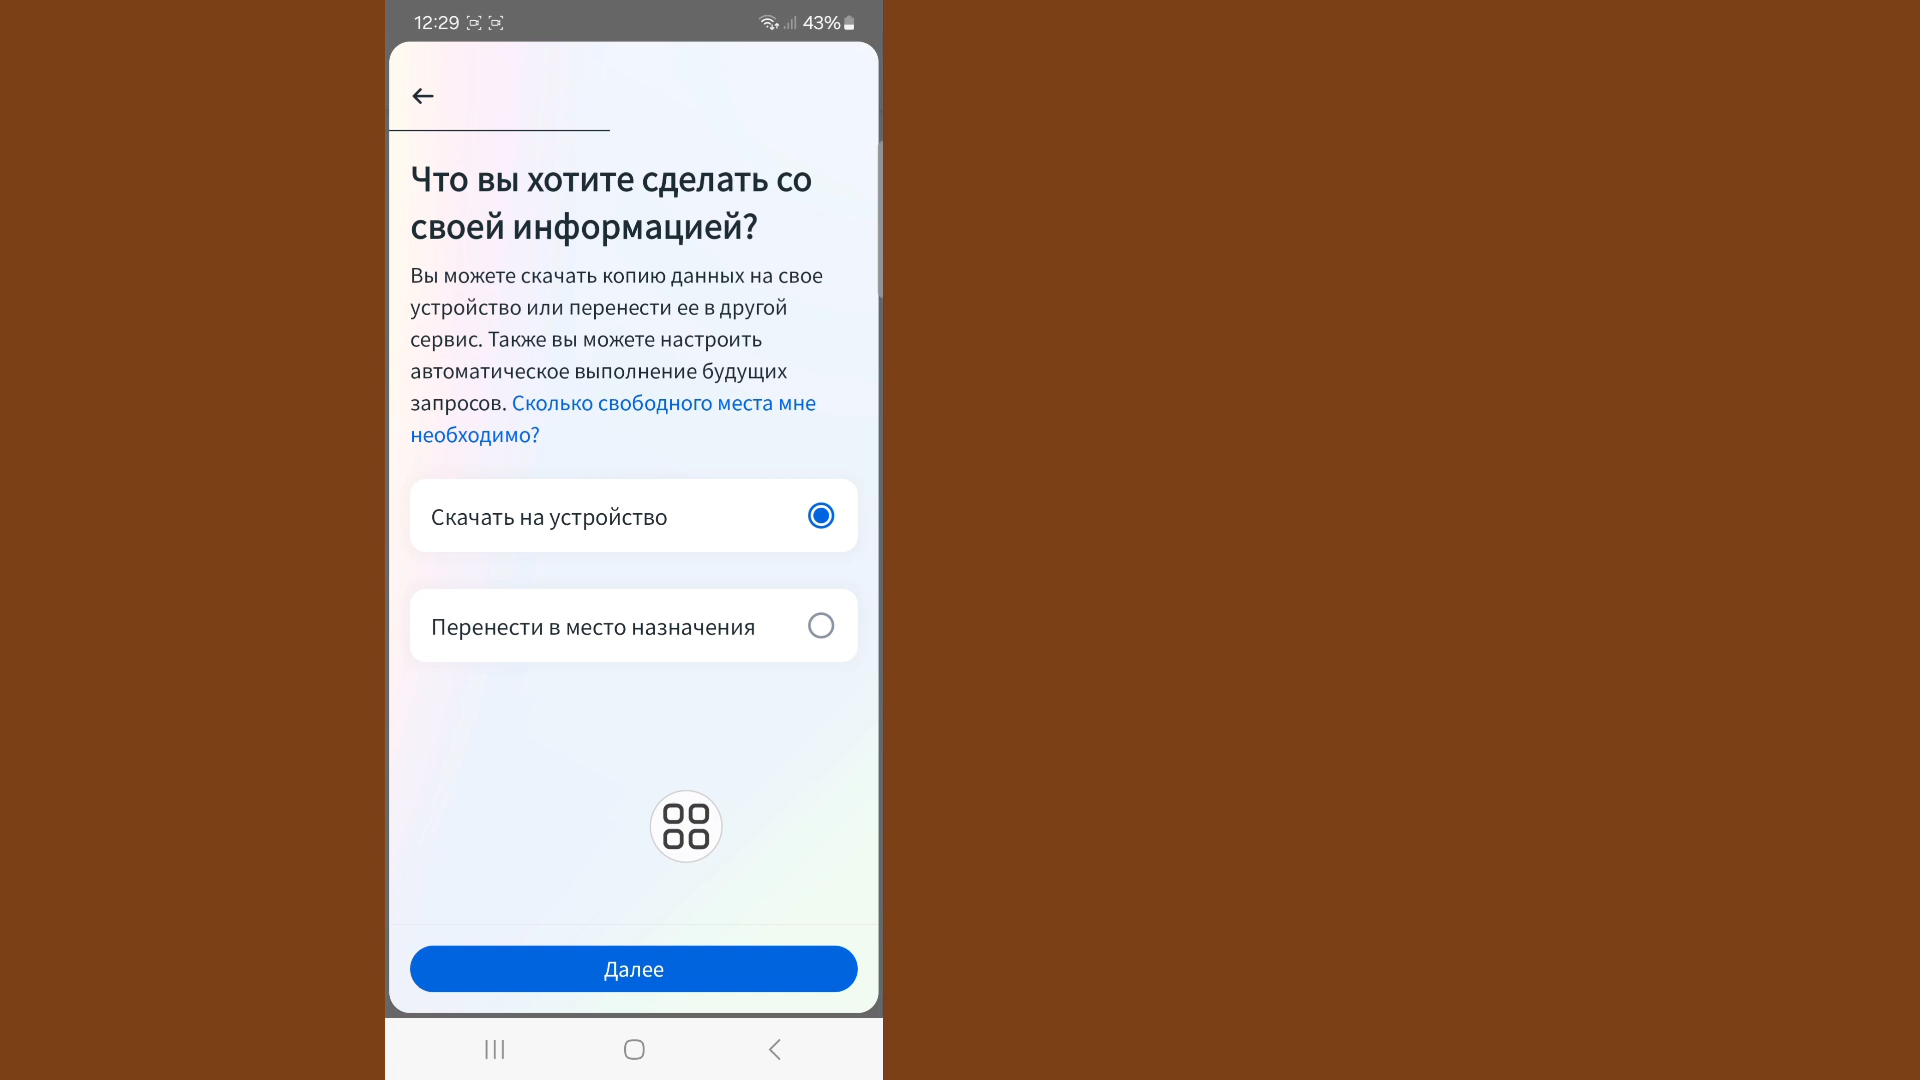 12:29
43%
Что вы хотите сделать со
своей информацией?
Вы можете скачать копию данных на свое
устройство или перенести ее в другой
сервис. Также вы можете настроить
автоматическое выполнение будущих
запросов. Сколько свободного места мне
необходимо?
Скачать на устройство
Перенести в место назначения
Далее